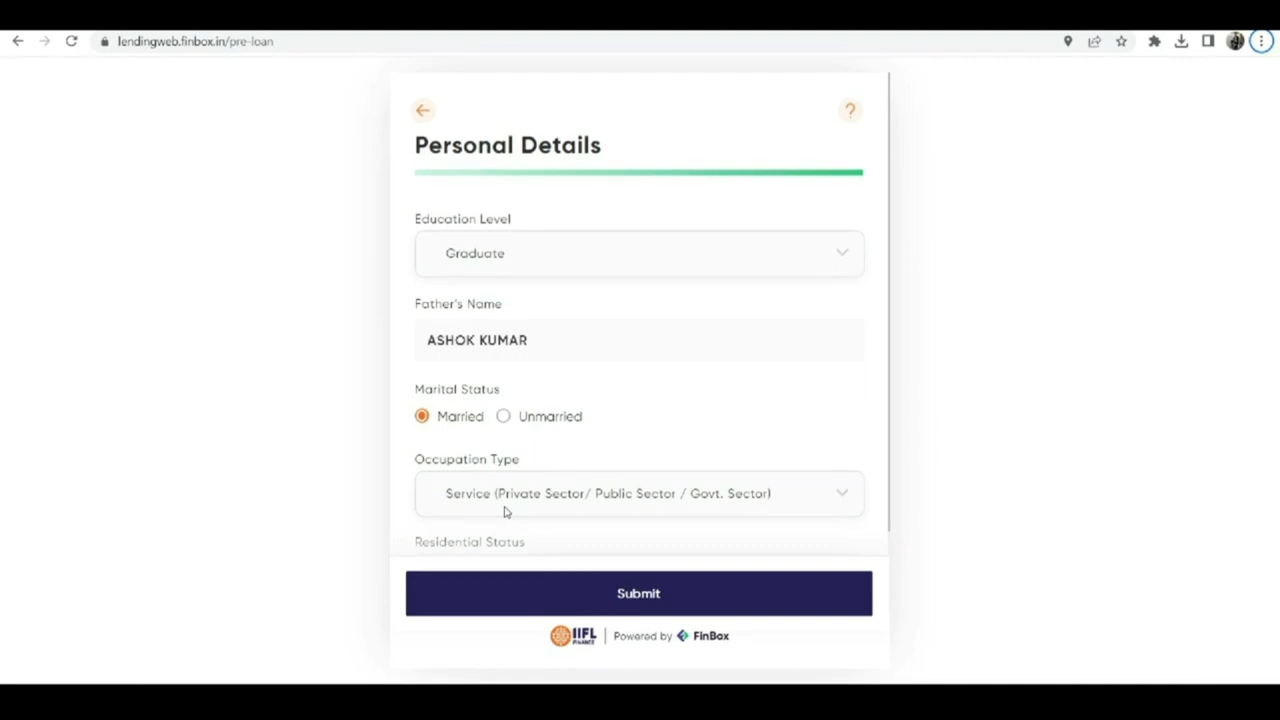 lendingweb.finbox.in/pre-loan
?
Personal Details
Education Level
Graduate
Father's Name
ASHOK KUMAR
Marital Status
Married Unmarried
Occupation Type
Service (Private Sector/ Public Sector / Govt. Sector)
Residential Status
Submit
IIFL FINANCE | Powered by FinBox